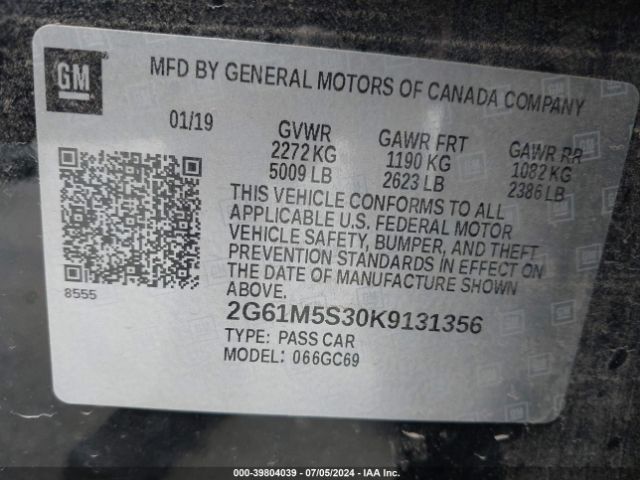 GM
MFD BY GENERAL MOTORS OF CANADA COMPANY
01/19
GVWR
2272 KG
5009 LB
GAWR FRT
1190 KG
2623 LB
GAWR RR
1082 KG
2386 LB
THIS VEHICLE CONFORMS TO ALL
APPLICABLE U.S. FEDERAL MOTOR
VEHICLE SAFETY, BUMPER, AND THEFT
PREVENTION STANDARDS IN EFFECT ON
THE DATE OF MANUFACTURE SHOWN
ABOVE.
8555
2G61M5S30K9131356
TYPE: PASS CAR
MODEL: 066GC69
000-39804039 - 07/05/2024 - IAA Inc.